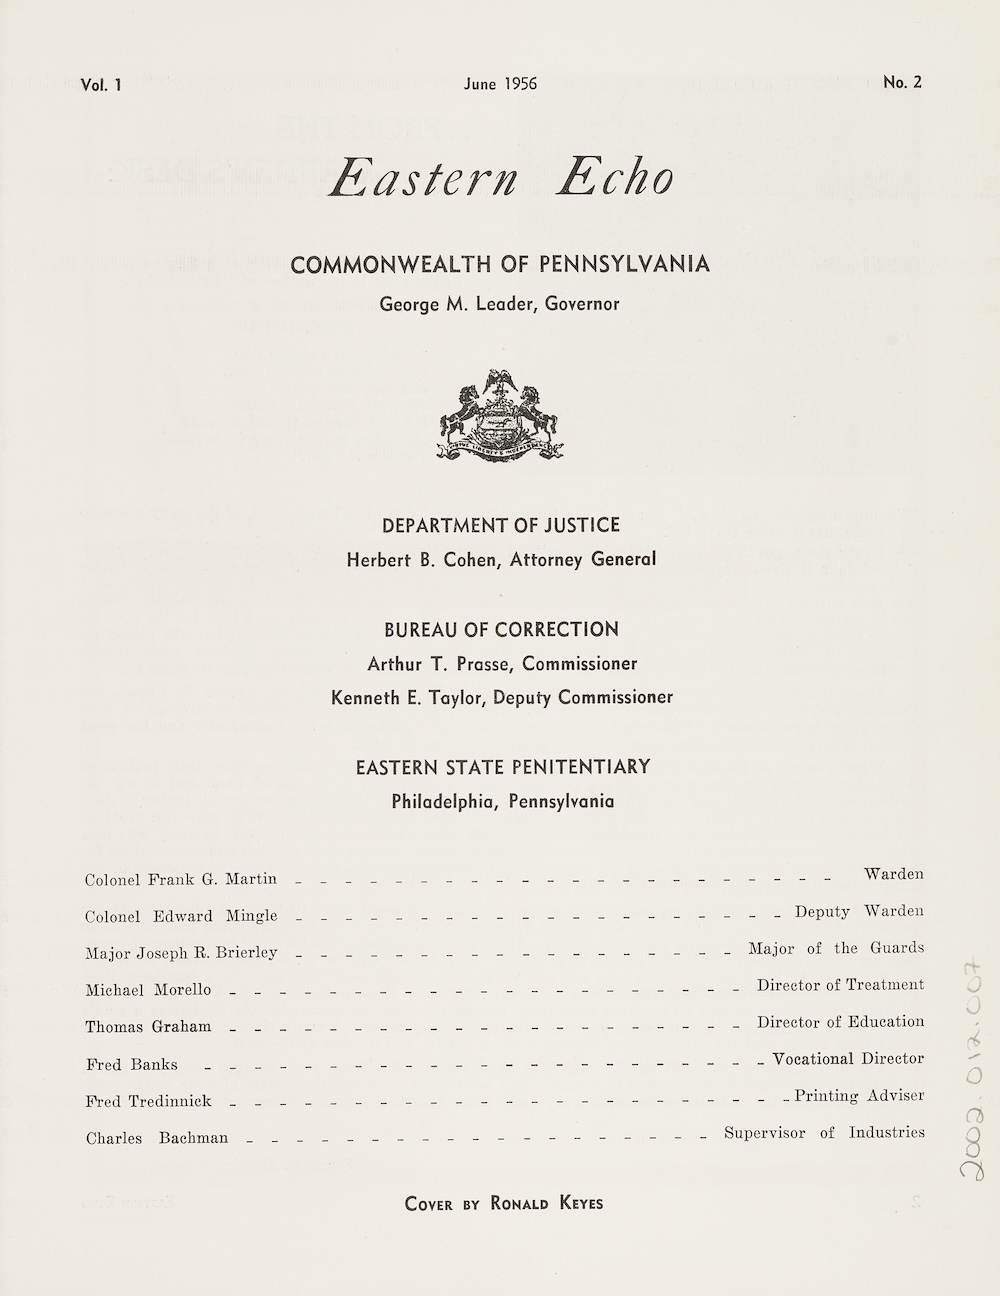 Vol. 1 June 1956 No. 2
Eastern Echo
COMMONWEALTH OF PENNSYLVANIA
George M. Leader, Governor
DEPARTMENT OF JUSTICE
Herbert B. Cohen, Attorney General
BUREAU OF CORRECTION
Arthur T. Prasse, Commissioner
Kenneth E. Taylor, Deputy Commissioner
EASTERN STATE PENITENTIARY
Philadelphia, Pennsylvania
Colonel Frank G. Martin - - - - - - - - - - - - - - - - - - - - - - Warden
Colonel Edward Mingle - - - - - - - - - - - - - - - - - - - - Deputy Warden
Major Joseph R. Brierley - - - - - - - - - - - - - - - - - - Major of the Guards
Michael Morello - - - - - - - - - - - - - - - - - - - - - Director of Treatment
Thomas Graham - - - - - - - - - - - - - - - - - - - - - Director of Education
Fred Banks - - - - - - - - - - - - - - - - - - - - - - - Vocational Director
Fred Tredinnick - - - - - - - - - - - - - - - - - - - - - - - Printing Adviser
Charles Bachman - - - - - - - - - - - - - - - - - - - Supervisor of Industries
COVER BY RONALD KEYES
2002.012.007